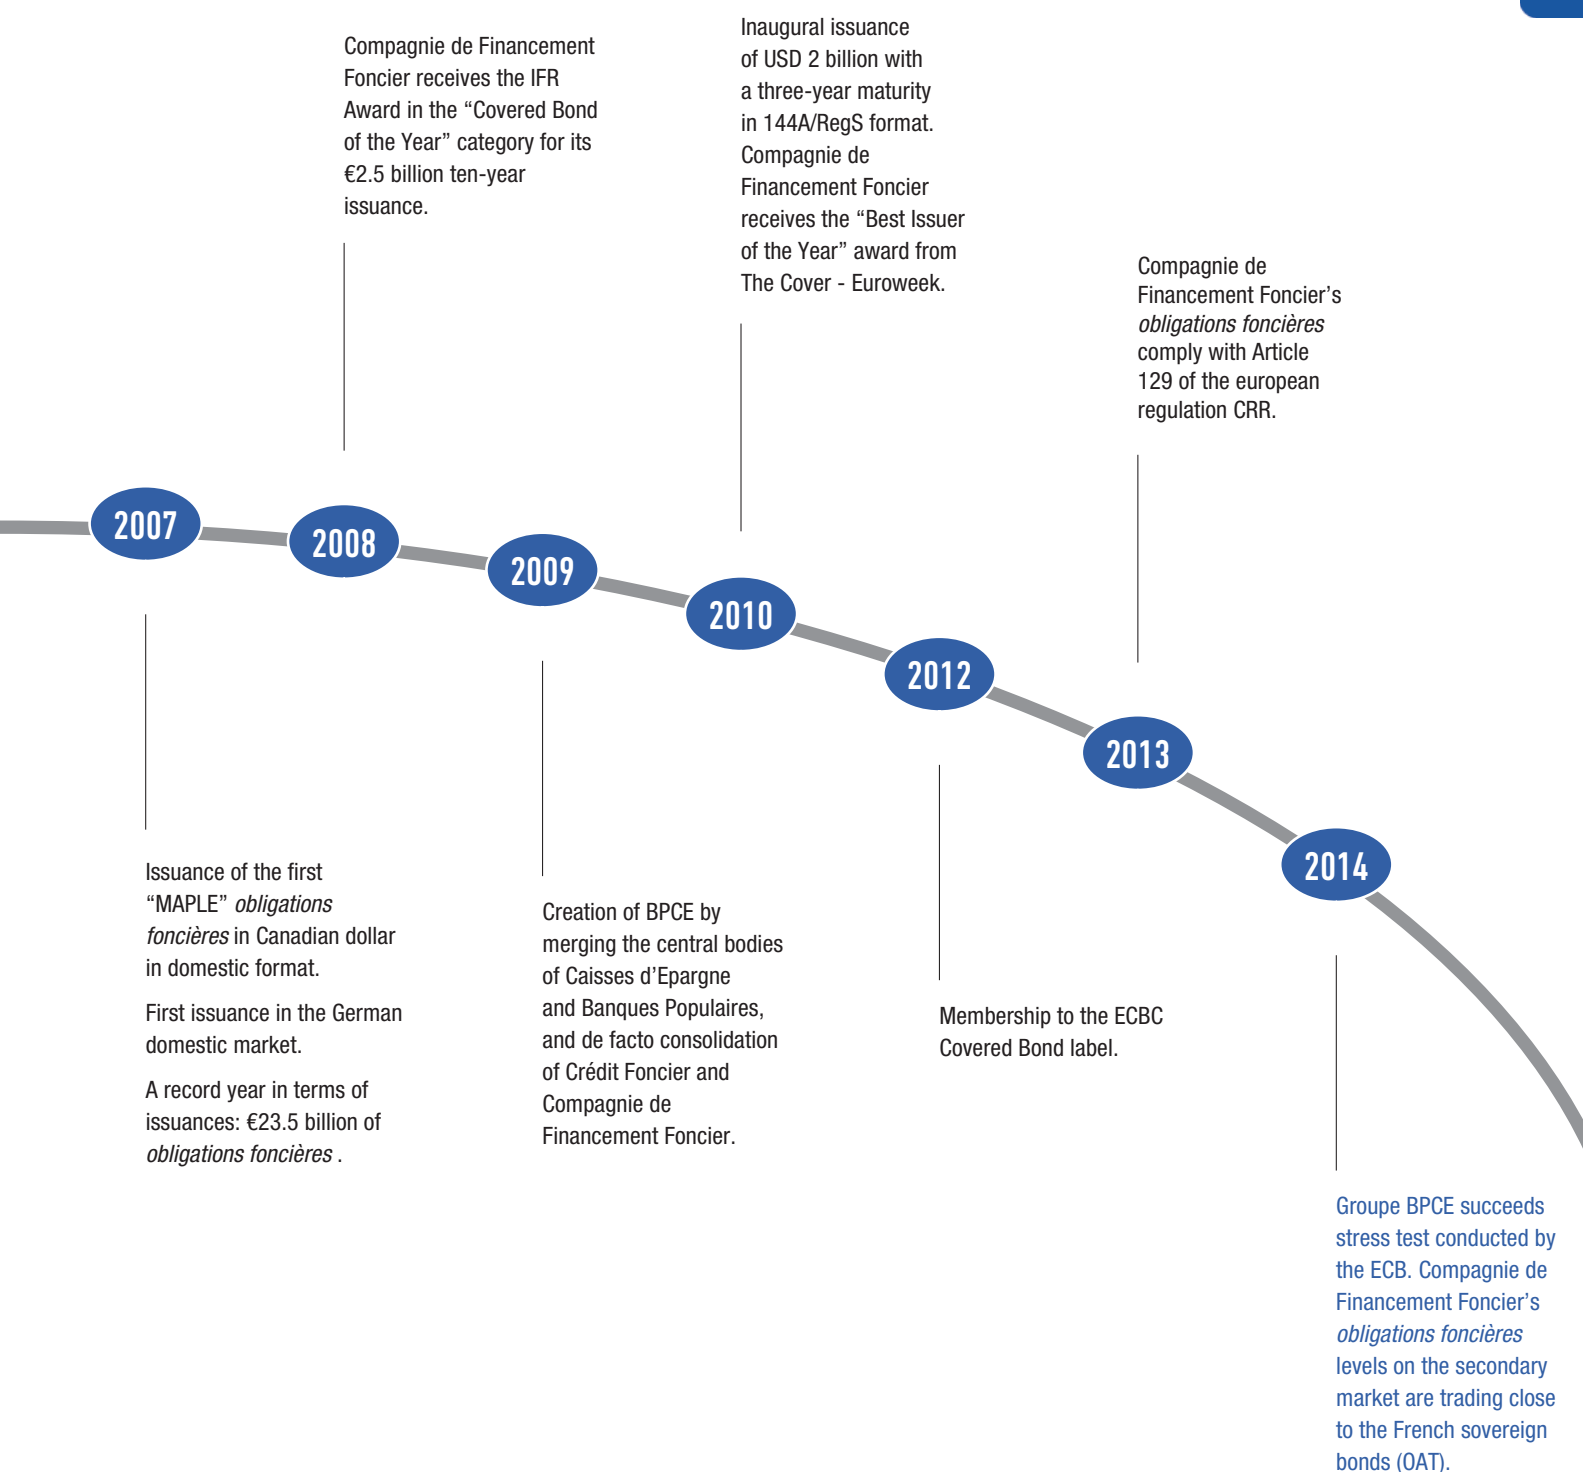 Compagnie de Financement
Foncier receives the IFR
Award in the “Covered Bond
of the Year” category for its
€2.5 billion ten-year
issuance.
Inaugural issuance
of USD 2 billion with
a three-year maturity
in 144A/RegS format.
Compagnie de
Financement Foncier
receives the “Best Issuer
of the Year” award from
The Cover - Euroweek.
Compagnie de
Financement Foncier’s
obligations foncières
comply with Article
129 of the european
regulation CRR.
2007
2008
2009
2010
2012
2013
2014
Issuance of the first
“MAPLE” obligations
foncières in Canadian dollar
in domestic format.
First issuance in the German
domestic market.
A record year in terms of
issuances: €23.5 billion of
obligations foncières .
Creation of BPCE by
merging the central bodies
of Caisses d’Epargne
and Banques Populaires,
and de facto consolidation
of Crédit Foncier and
Compagnie de
Financement Foncier.
Membership to the ECBC
Covered Bond label.
Groupe BPCE succeeds
stress test conducted by
the ECB. Compagnie de
Financement Foncier’s
obligations foncières
levels on the secondary
market are trading close
to the French sovereign
bonds (OAT).